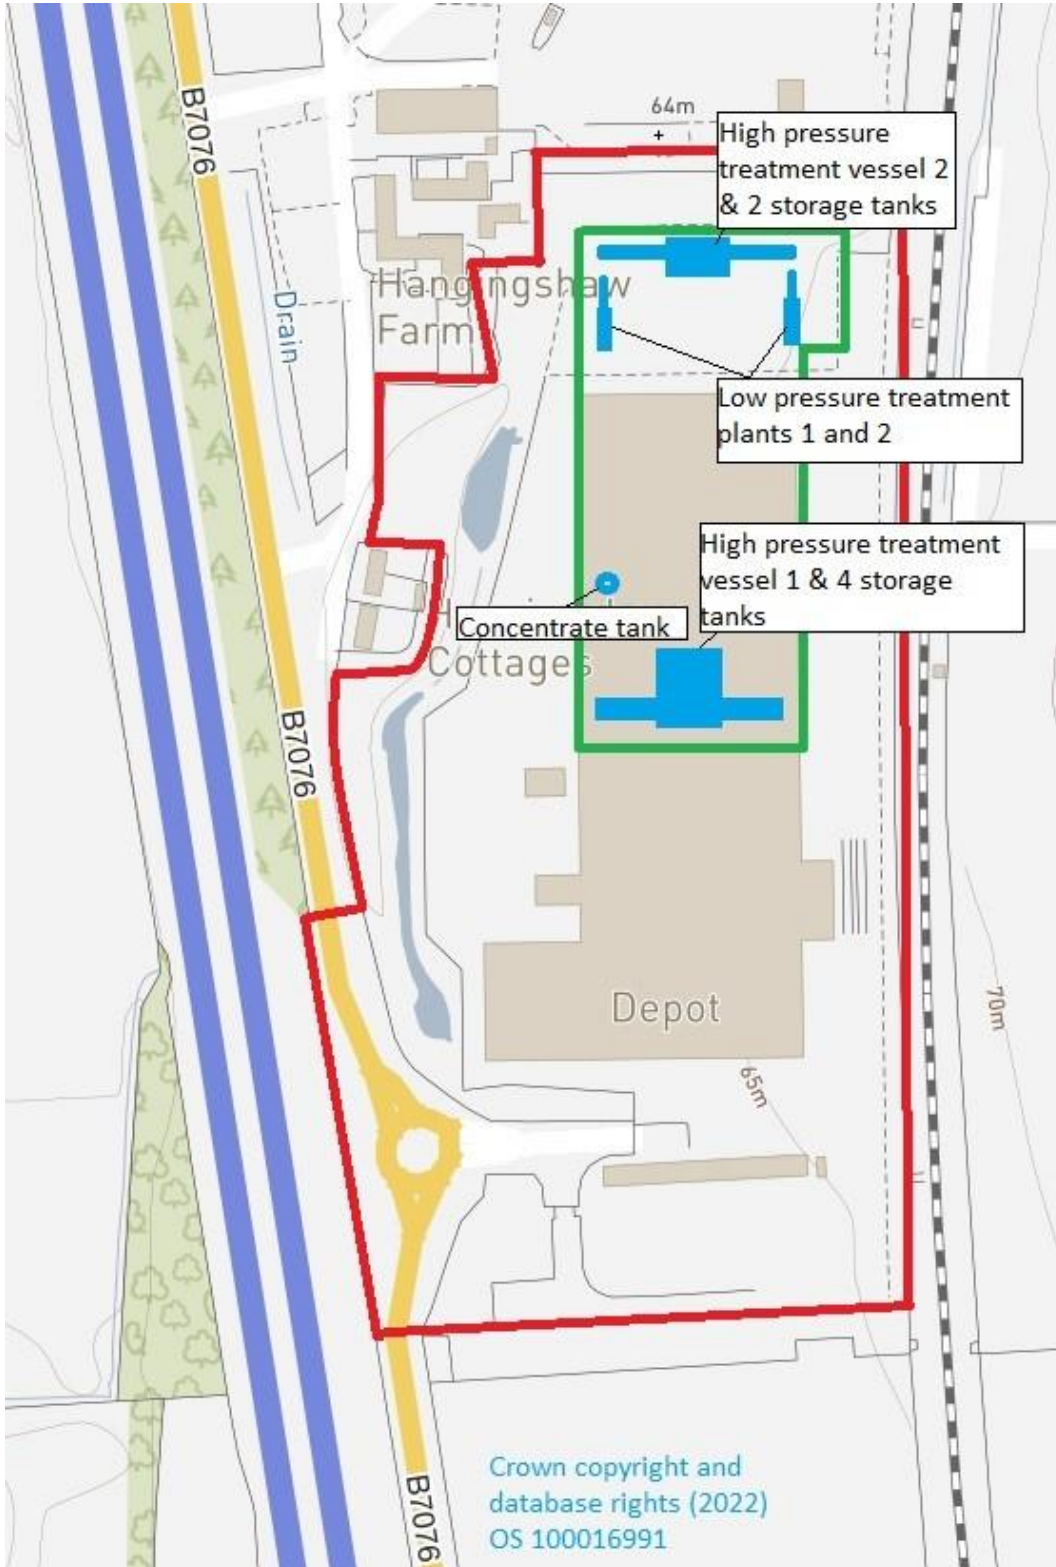 B7076
64m
High pressure
treatment vessel 2
& 2 storage tanks
Hangingshaw
Farm
Drain
Low pressure treatment
plants 1 and 2
High pressure treatment
vessel 1 & 4 storage
tanks
Concentrate tank
Cottages
B7076
Depot
70m
65m
B7076
Crown copyright and
database rights (2022)
OS 100016991